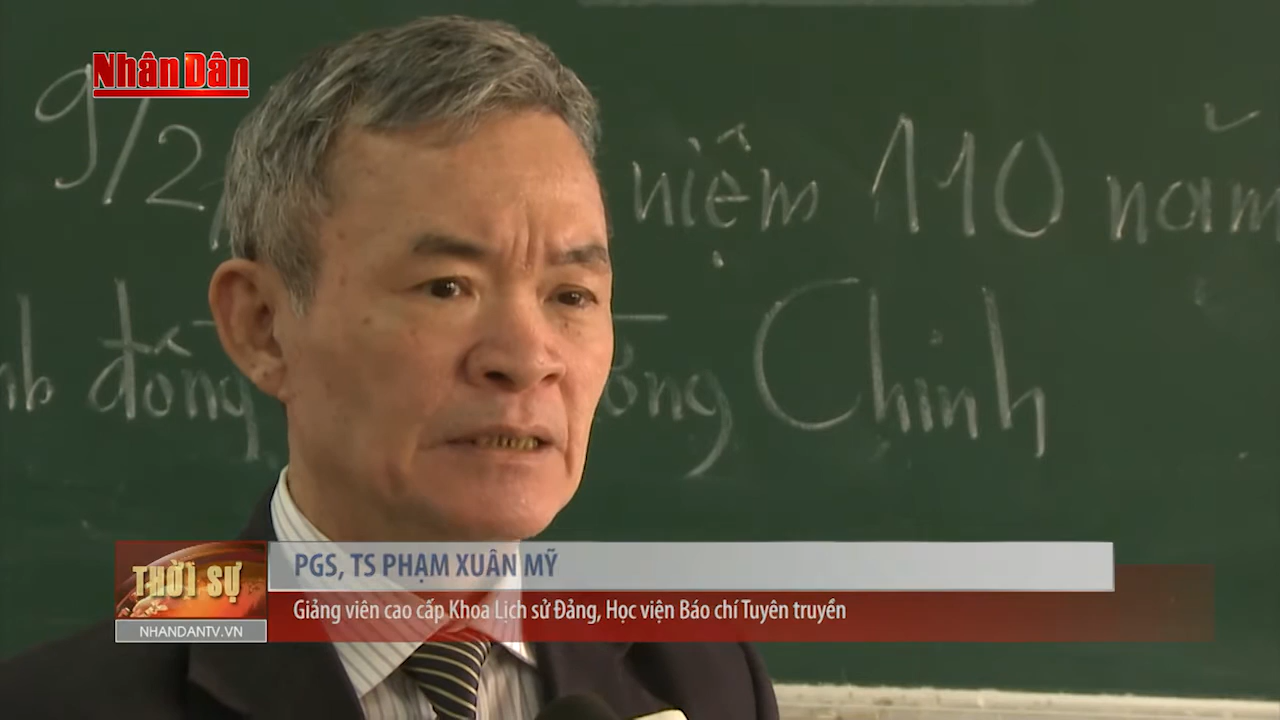 Nhân Dân
9/2 niệm 110 năm
đồng Chinh
THỜI SỰ
NHANDANTV.VN
PGS, TS PHẠM XUÂN MỸ
Giảng viên cao cấp Khoa Lịch sử Đảng, Học viện Báo chí Tuyên truyền